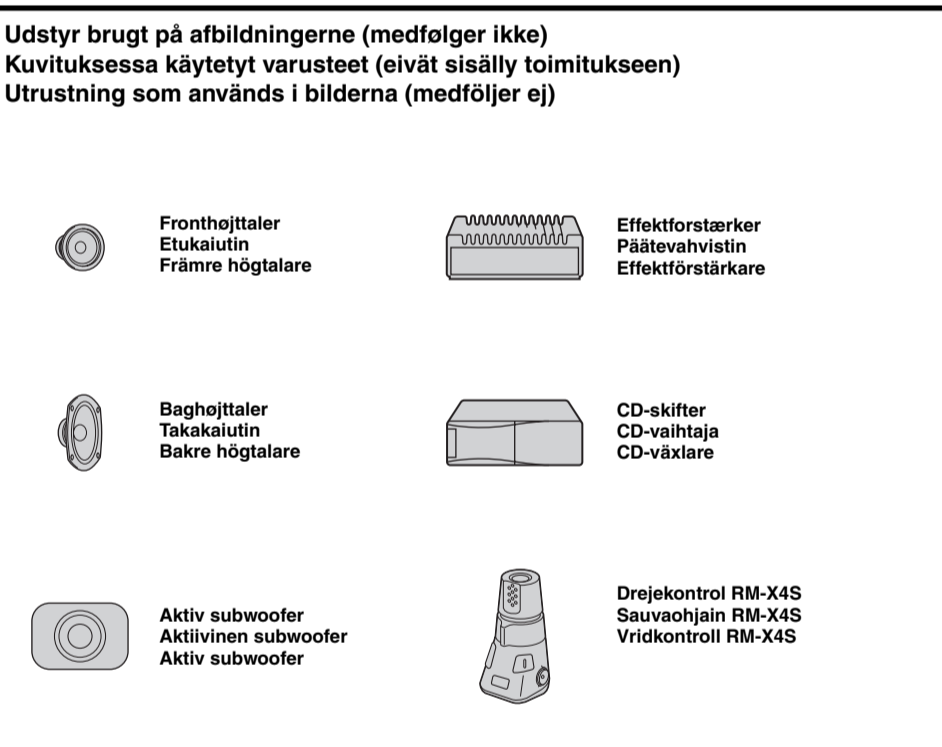 Udstyr brugt på afbildningerne (medfølger ikke)
Kuvituksessa käytetyt varusteet (eivät sisälly toimitukseen)
Utrustning som används i bilderna (medföljer ej)
Fronthøjttaler
Etukaiutin
Främre högtalare
Effektforstærker
Päätevahvistin
Effektförstärkare
Baghøjttaler
Takakaiutin
Bakre högtalare
CD-skifter
CD-vaihtaja
CD-växlare
Aktiv subwoofer
Aktiivinen subwoofer
Aktiv subwoofer
Drejekontrol RM-X4S
Sauvaohjain RM-X4S
Vridkontroll RM-X4S